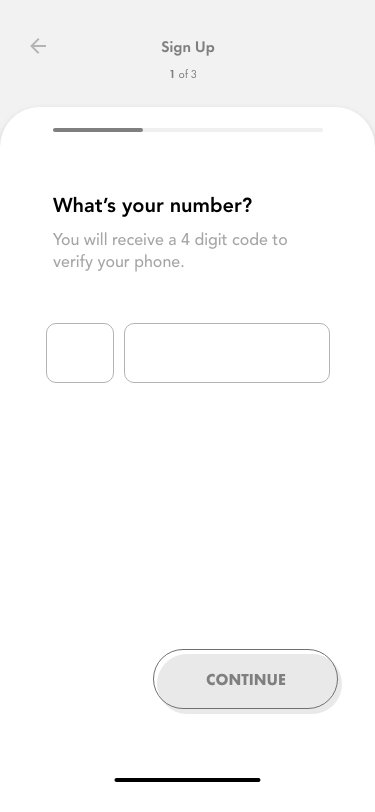 Sign Up
1 of 3
What's your number?
You will receive a 4 digit code to
verify your phone.
CONTINUE